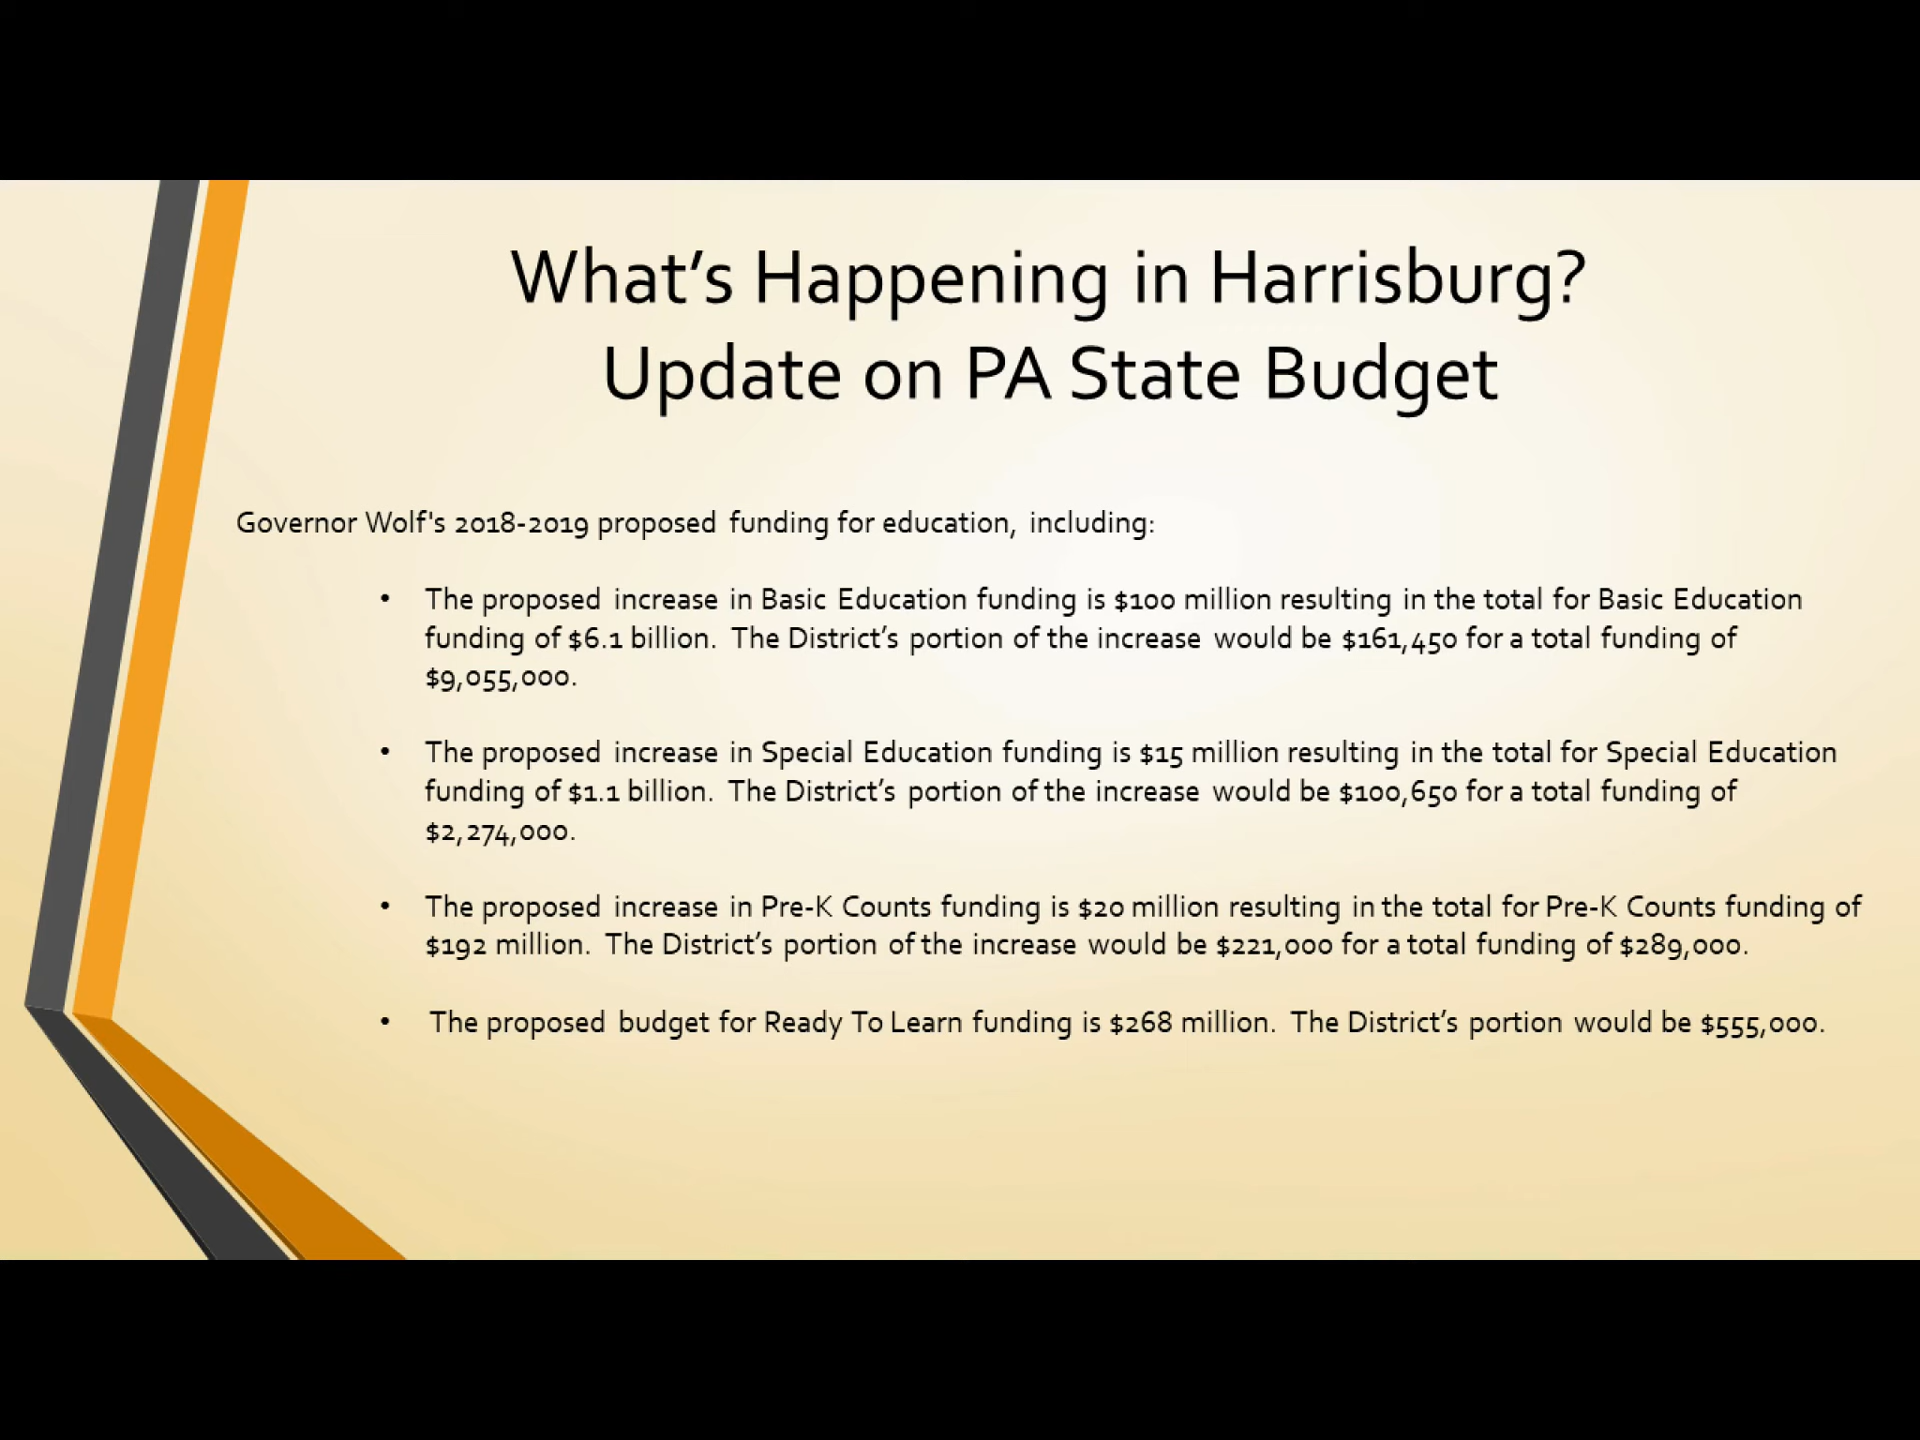 What’s Happening in Harrisburg?
Update on PA State Budget
Governor Wolf's 2018-2019 proposed funding for education, including:
• The proposed increase in Basic Education funding is $100 million resulting in the total for Basic Education
funding of $6.1 billion. The District’s portion of the increase would be $161,450 for a total funding of
$9,055,000.
• The proposed increase in Special Education funding is $15 million resulting in the total for Special Education
funding of $1.1 billion. The District’s portion of the increase would be $100,650 for a total funding of
$2,274,000.
• The proposed increase in Pre-K Counts funding is $20 million resulting in the total for Pre-K Counts funding of
$192 million. The District’s portion of the increase would be $221,000 for a total funding of $289,000.
• The proposed budget for Ready To Learn funding is $268 million. The District’s portion would be $555,000.